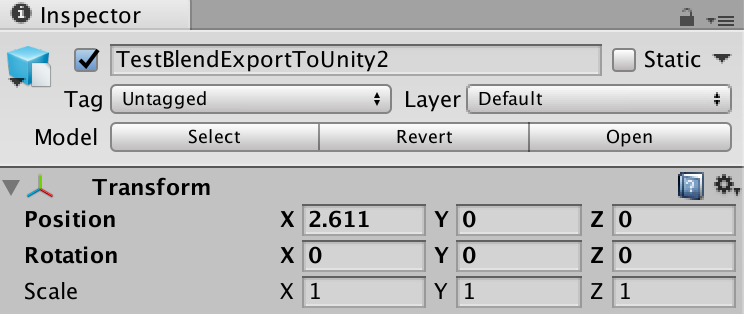 Inspector
TestBlendExportToUnity2 Static
Tag Untagged Layer Default
Model Select Revert Open
Transform
Position X 2.611 Y 0 Z 0
Rotation X 0 Y 0 Z 0
Scale X 1 Y 1 Z 1